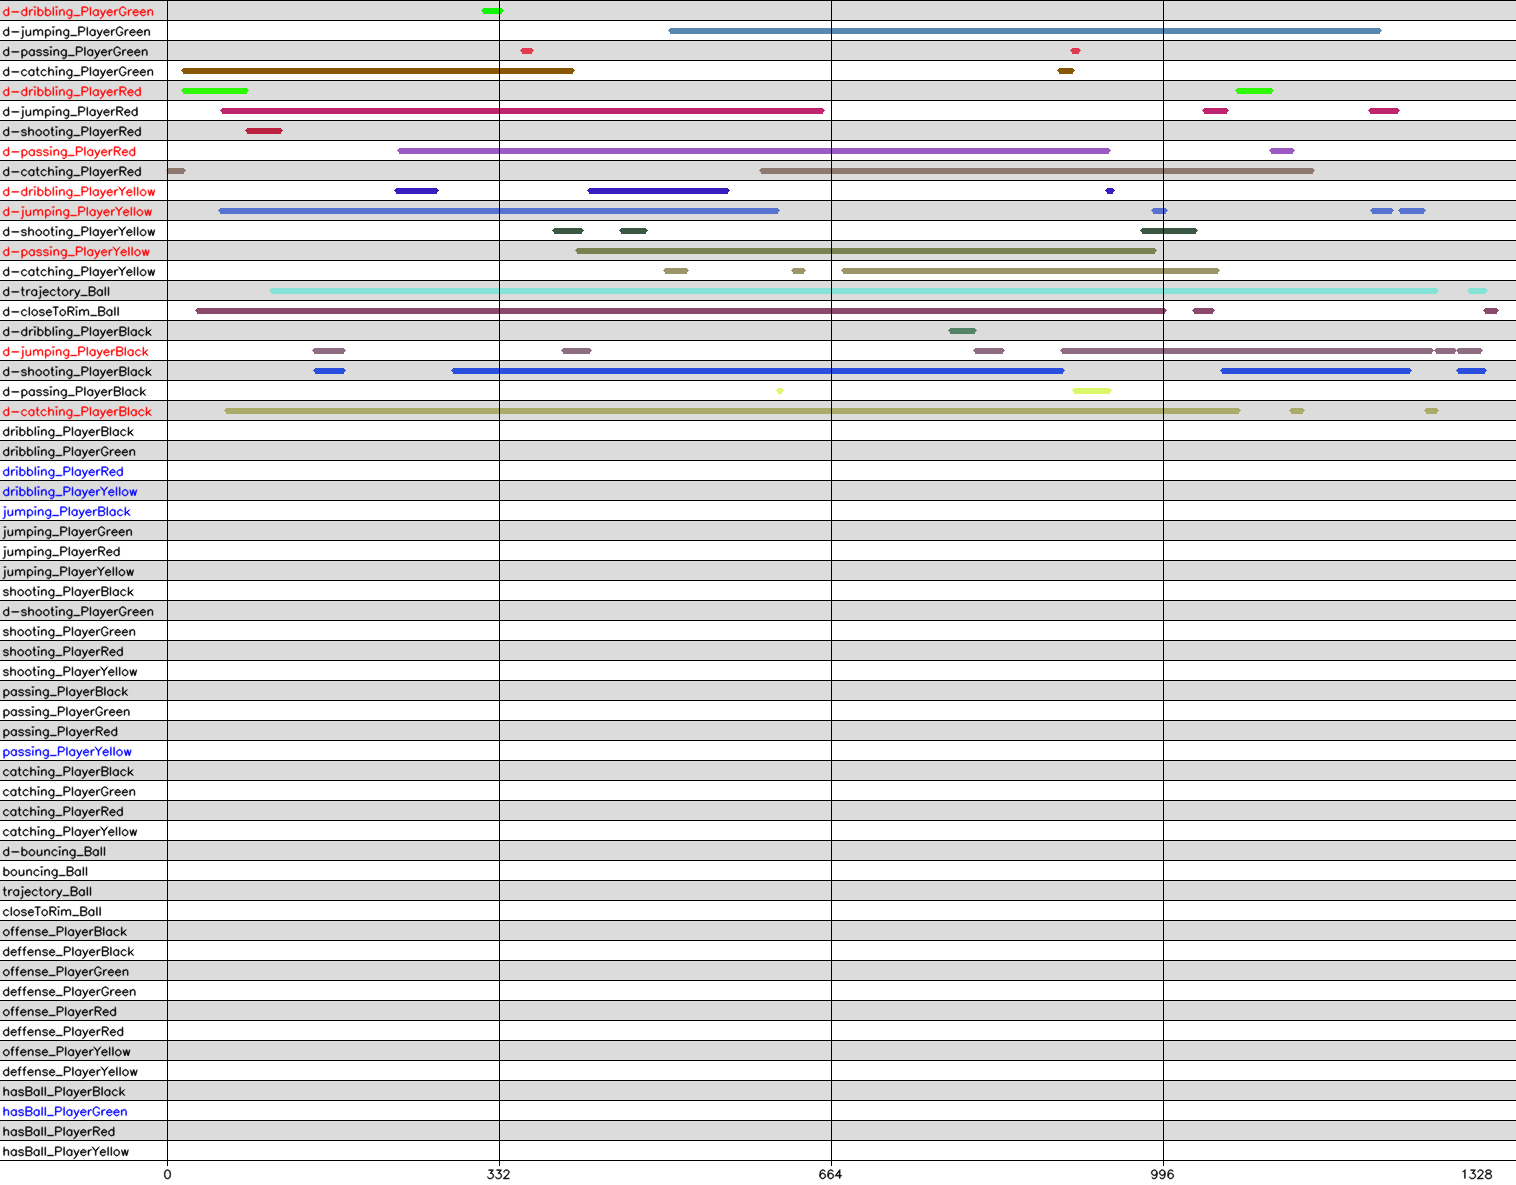 d-dribbling_PlayerGreen
d-jumping_PlayerGreen
d-passing_PlayerGreen
d-catching_PlayerGreen
d-dribbling_PlayerRed
d-jumping_PlayerRed
d-shooting_PlayerRed
d-passing_PlayerRed
d-catching_PlayerRed
d-dribbling_PlayerYellow
d-jumping_PlayerYellow
d-shooting_PlayerYellow
d-passing_PlayerYellow
d-catching_PlayerYellow
d-trajectory_Ball
d-closeToRim_Ball
d-dribbling_PlayerBlack
d-jumping_PlayerBlack
d-shooting_PlayerBlack
d-passing_PlayerBlack
d-catching_PlayerBlack
dribbling_PlayerBlack
dribbling_PlayerGreen
dribbling_PlayerRed
dribbling_PlayerYellow
jumping_PlayerBlack
jumping_PlayerGreen
jumping_PlayerRed
jumping_PlayerYellow
shooting_PlayerBlack
d-shooting_PlayerGreen
shooting_PlayerGreen
shooting_PlayerRed
shooting_PlayerYellow
passing_PlayerBlack
passing_PlayerGreen
passing_PlayerRed
passing_PlayerYellow
catching_PlayerBlack
catching_PlayerGreen
catching_PlayerRed
catching_PlayerYellow
d-bouncing_Ball
bouncing_Ball
trajectory_Ball
closeToRim_Ball
offense_PlayerBlack
deffense_PlayerBlack
offense_PlayerGreen
deffense_PlayerGreen
offense_PlayerRed
deffense_PlayerRed
offense_PlayerYellow
deffense_PlayerYellow
hasBall_PlayerBlack
hasBall_PlayerGreen
hasBall_PlayerRed
hasBall_PlayerYellow
0 332 664 996 1328